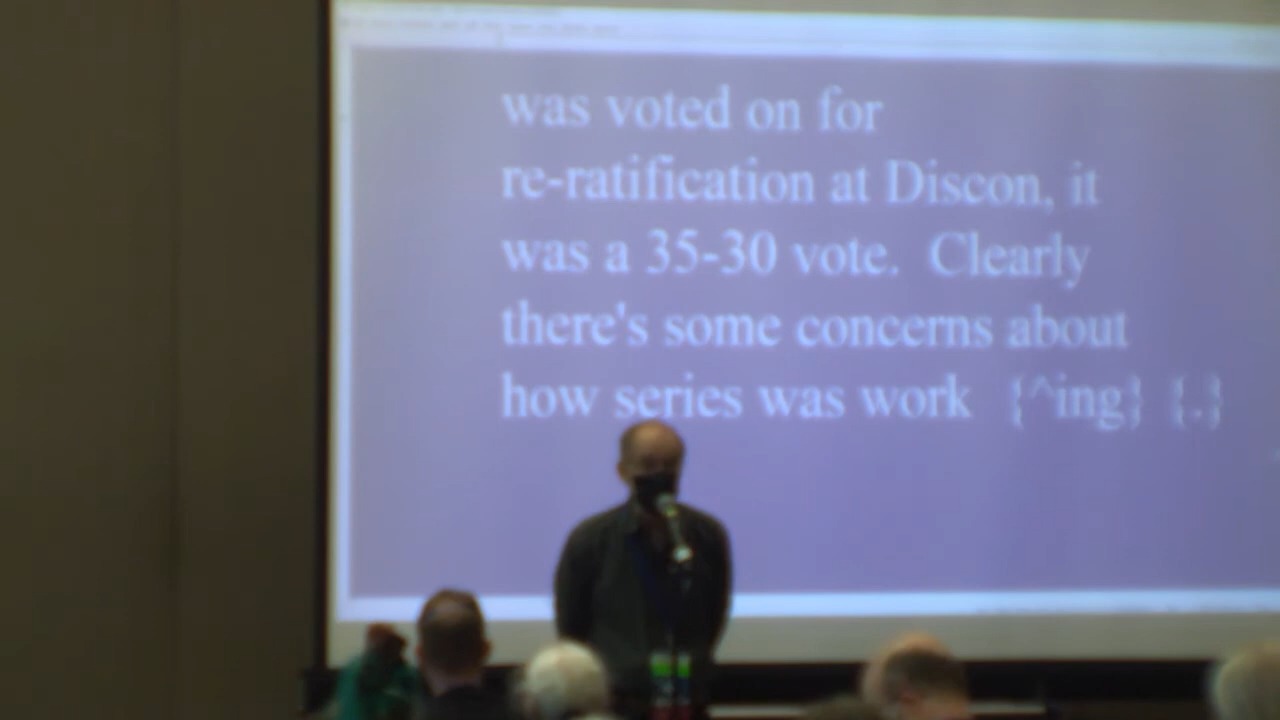 was voted on for
re-ratification at Discon, it
was a 35-30 vote.  Clearly
there's some concerns about
how series was work  {^ing}  {.}